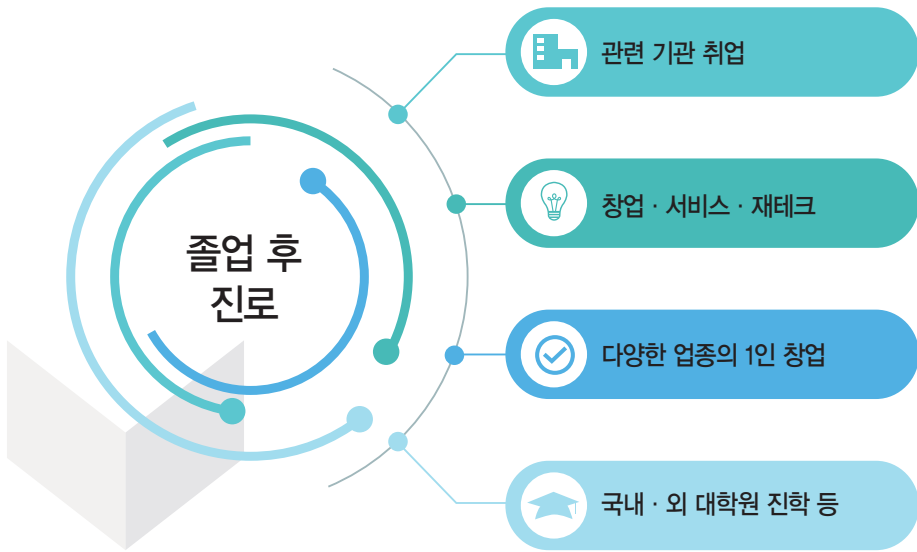 졸업 후
진로
관련 기관 취업
창업 · 서비스 · 재테크
다양한 업종의 1인 창업
국내 · 외 대학원 진학 등